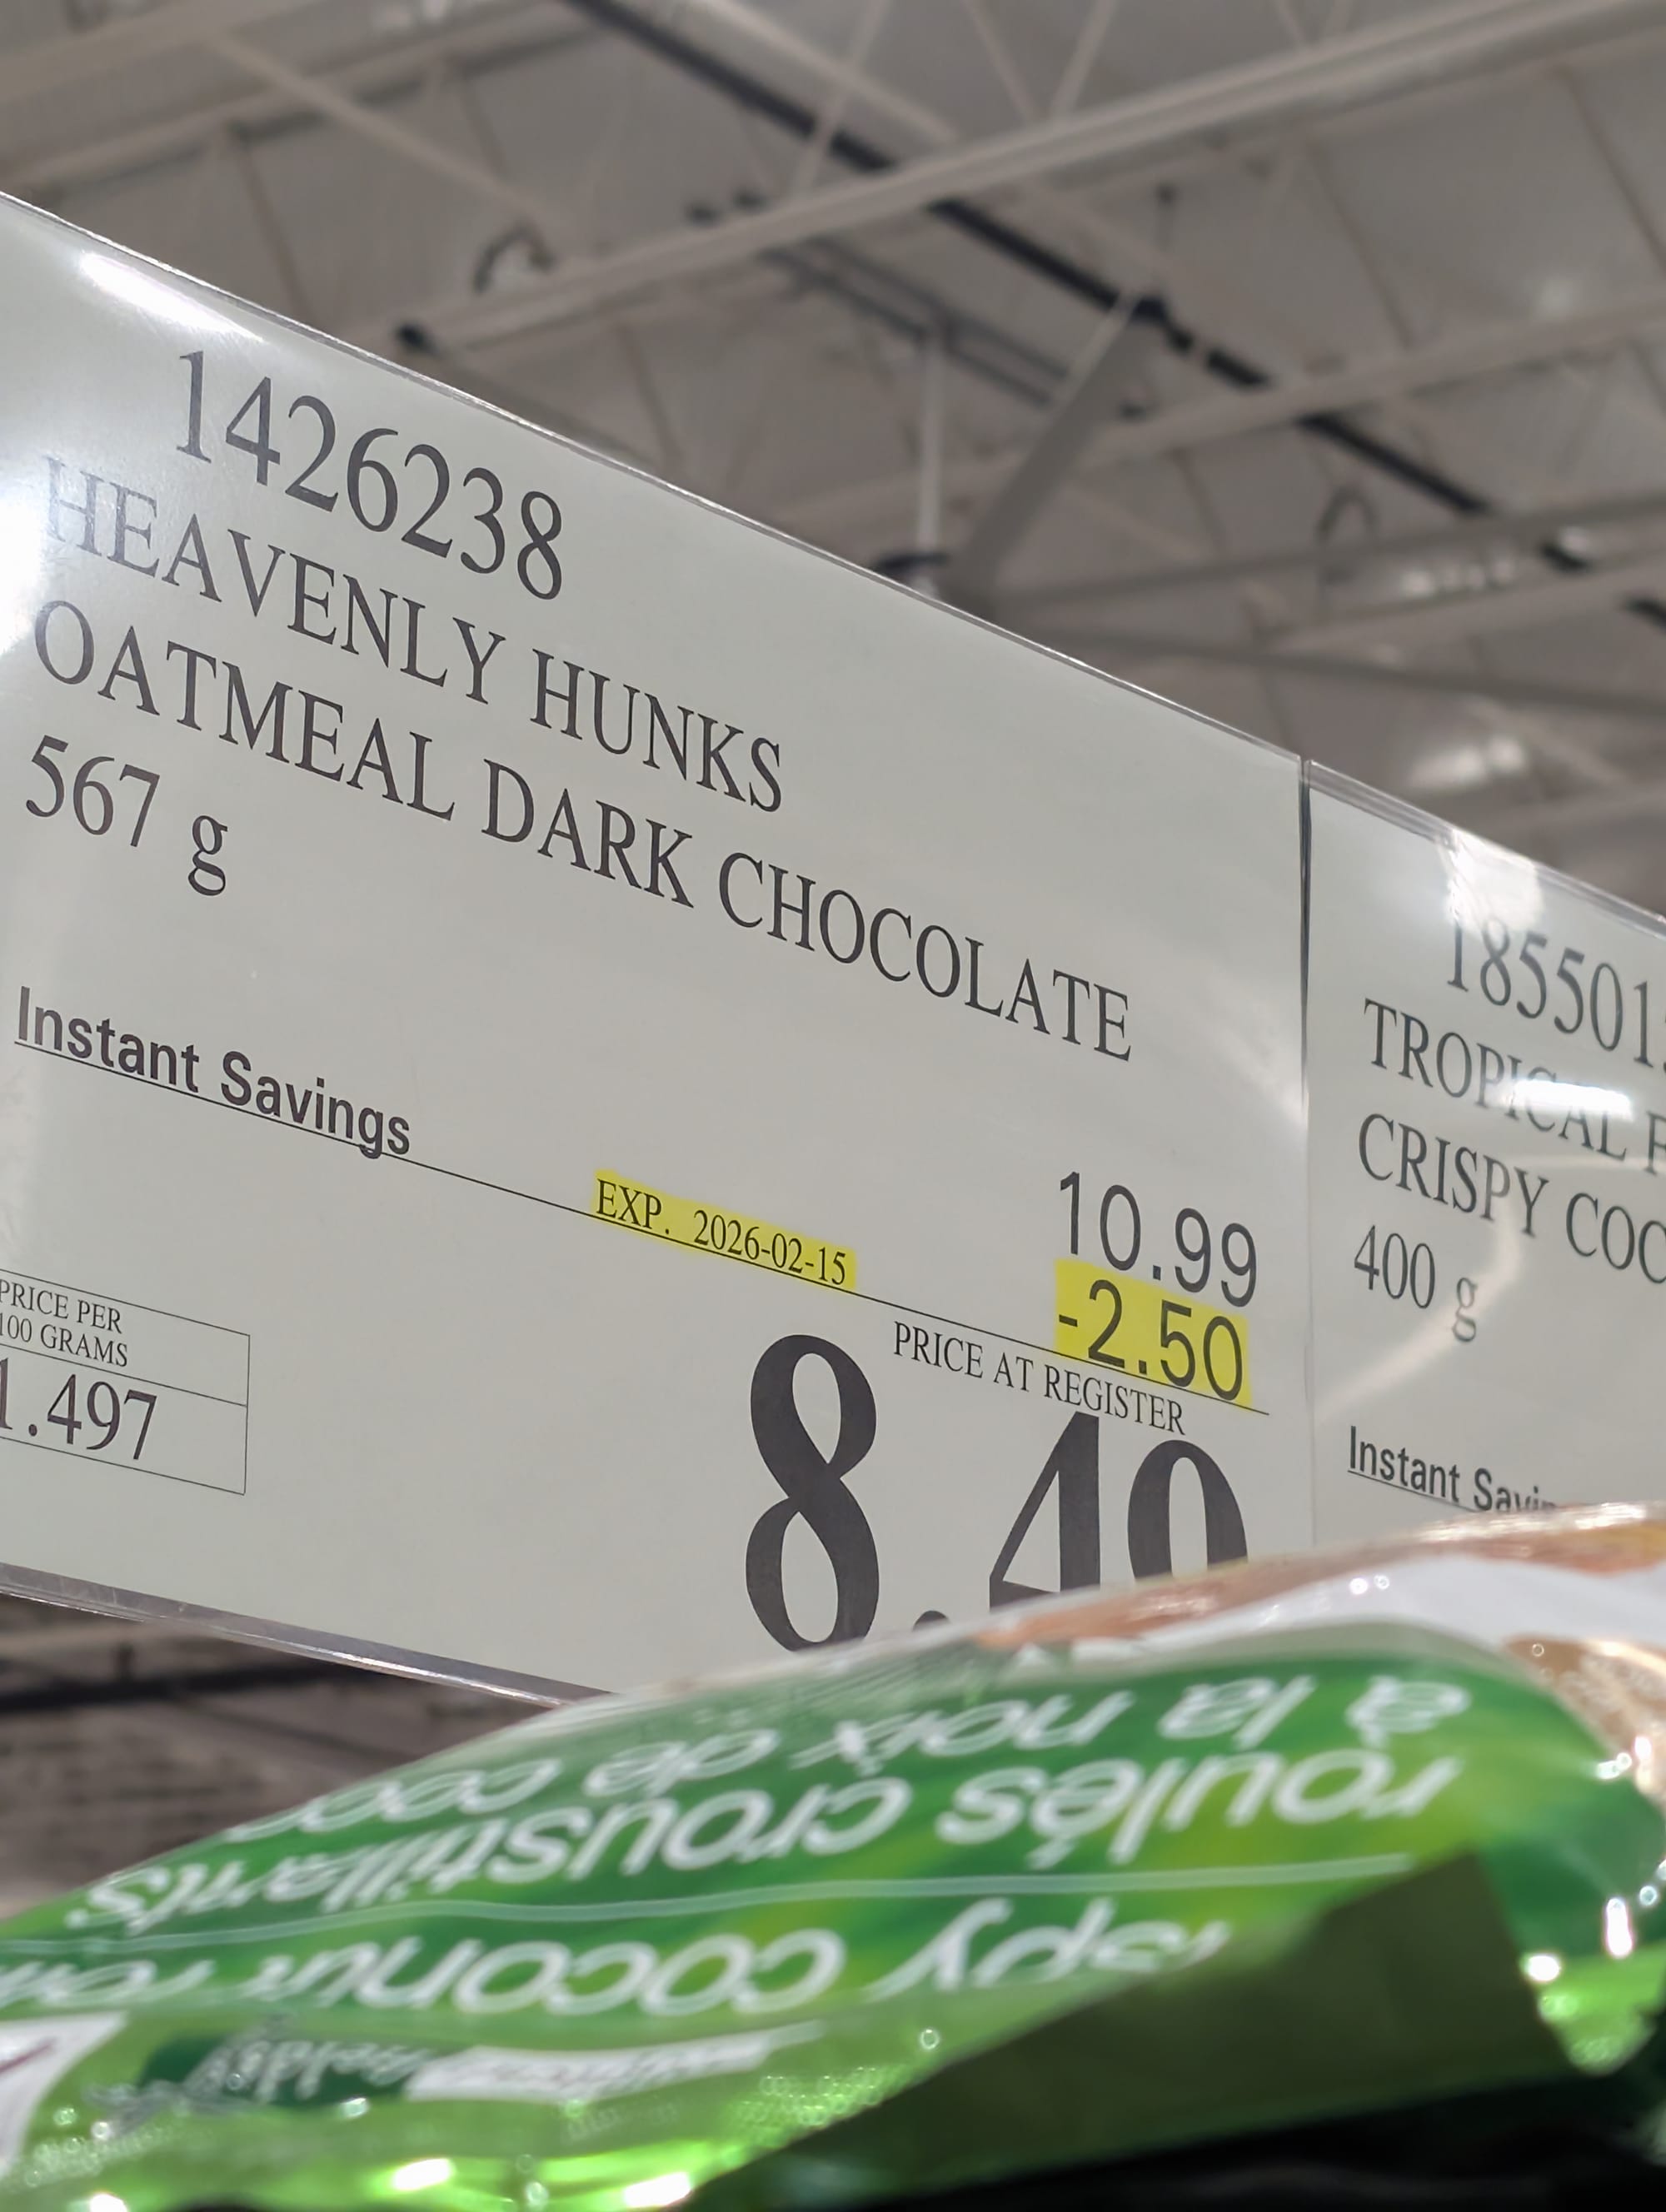 1426238
HEAVENLY HUNKS
OATMEAL DARK CHOCOLATE
567 g
10.99
Instant Savings
EXP. 2026-02-15
-2.50
PRICE AT REGISTER
8.49
PRICE PER
100 GRAMS
1.497
185501
TROPICAL
CRISPY
400 g
Instant
à la noix de coco
roulés croustillants
coconut